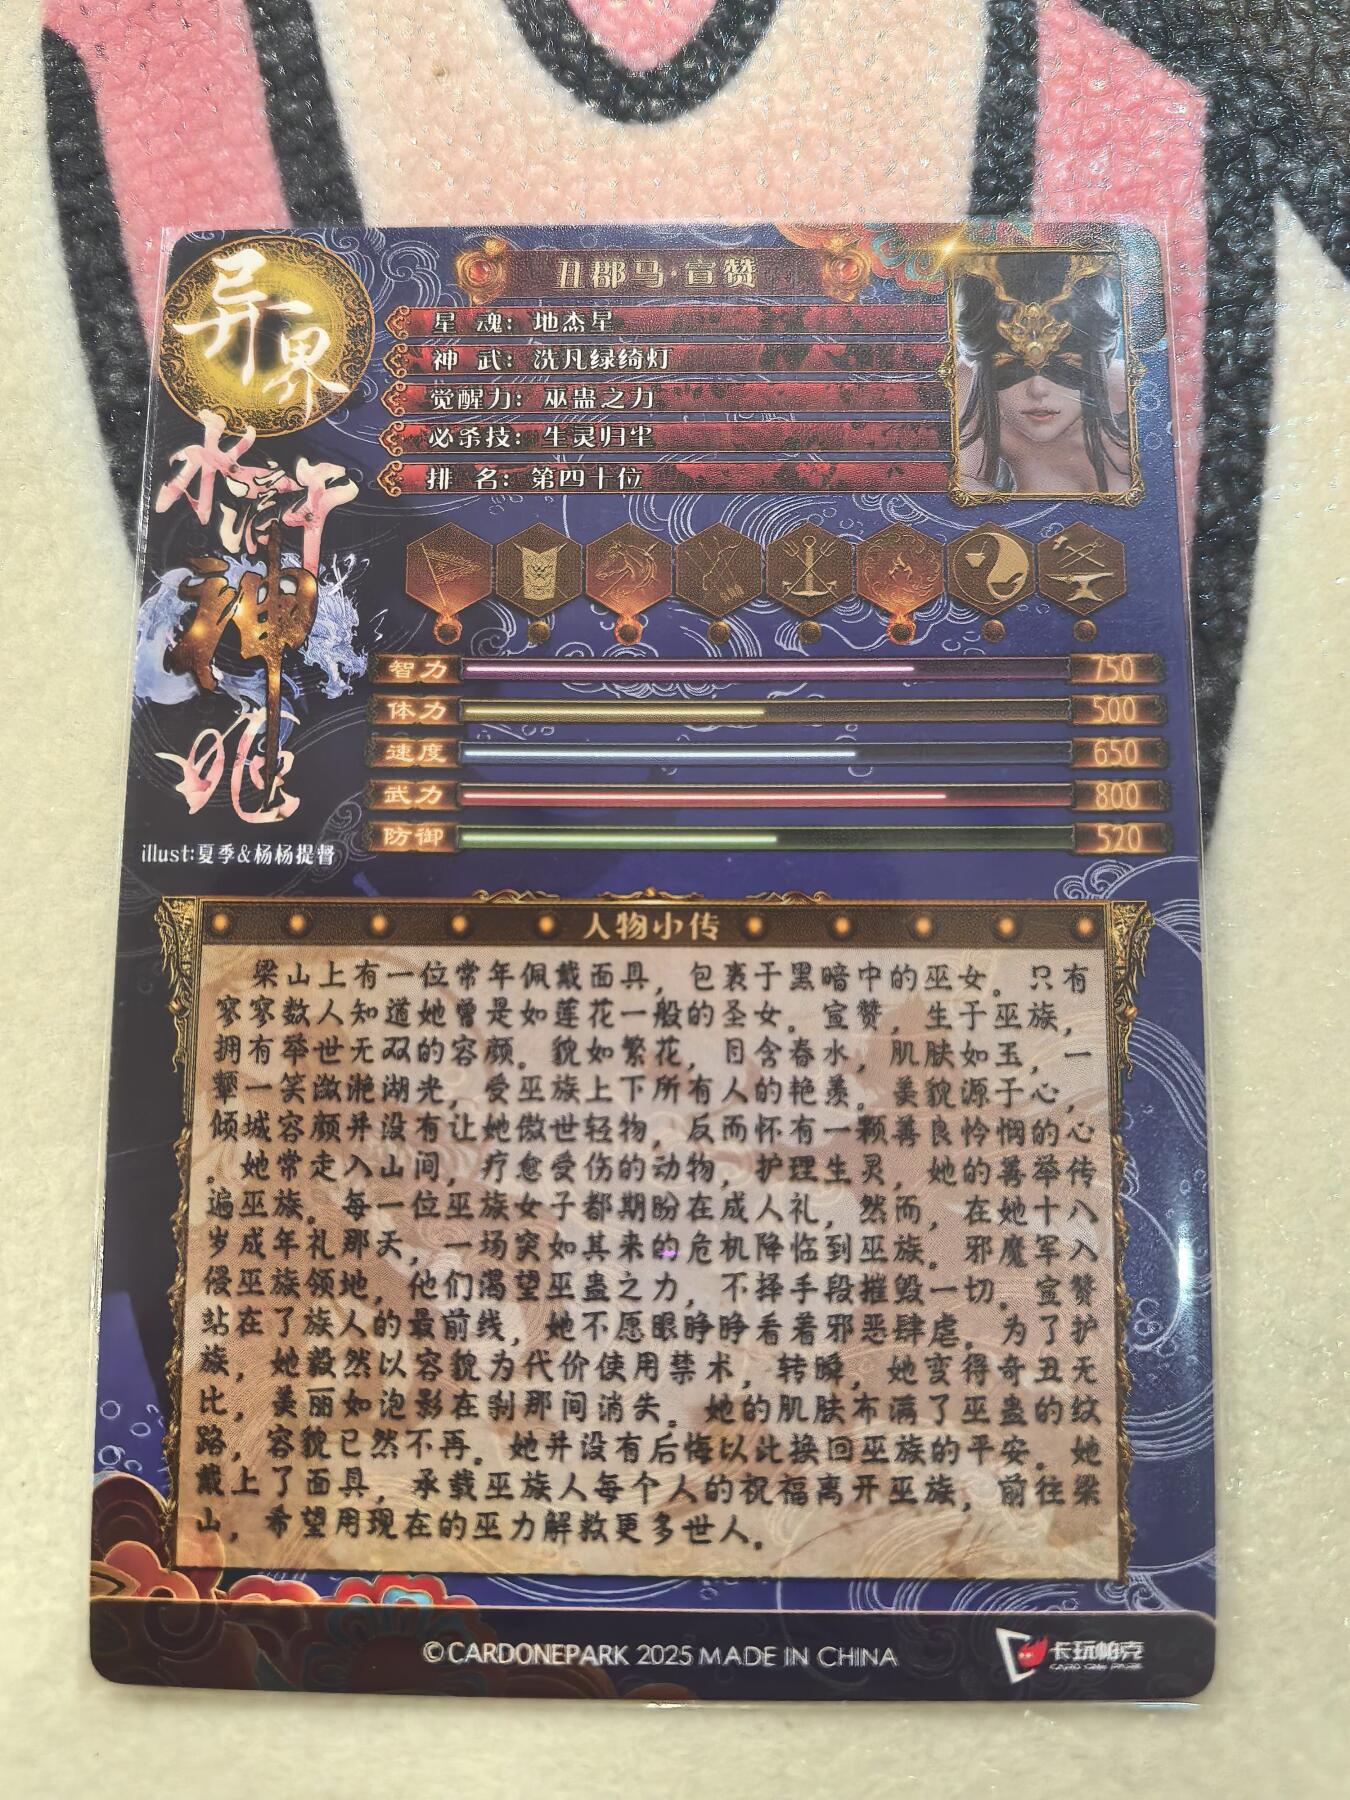 异界
水浒神姬
illust:夏季&杨杨提督
丑郡马·宣赞
星 魂：地杰星
神 武：洗凡绿绮灯
觉醒力：巫蛊之力
必杀技：生灵归尘
排 名：第四十位
智力 750
体力 500
速度 650
武力 800
防御 520
人物小传
梁山上有一位常年佩戴面具，包裹于黑暗中的巫女。只有
寥寥数人知道她曾是如莲花一般的圣女。宣赞，生于巫族，
拥有举世无双的容颜。貌如繁花，目含春水，肌肤如玉，一
颦一笑潋滟湖光，受巫族上下所有人的艳羡。美貌源于心，
倾城容颜并没有让她傲世轻物，反而怀有一颗善良怜悯的心
。她常走入山间，疗愈受伤的动物，护理生灵，她的善举传
遍巫族。每一位巫族女子都期盼在成人礼，然而，在她十八
岁成年礼那天，一场突如其来的危机降临到巫族。邪魔军入
侵巫族领地，他们渴望巫蛊之力，不择手段摧毁一切。宣赞
站在了族人的最前线，她不愿眼睁睁看着邪恶肆虐。为了护
族，她毅然以容貌为代价使用禁术，转瞬，她变得奇丑无
比，美丽如泡影在刹那间消失。她的肌肤布满了巫蛊的纹
路，容貌已然不再。她并没有后悔以此换回巫族的平安。她
戴上了面具，承载巫族人每个人的祝福离开巫族，前往梁
山，希望用现在的巫力解救更多世人。
©CARDONEPARK 2025 MADE IN CHINA
卡玩帕克